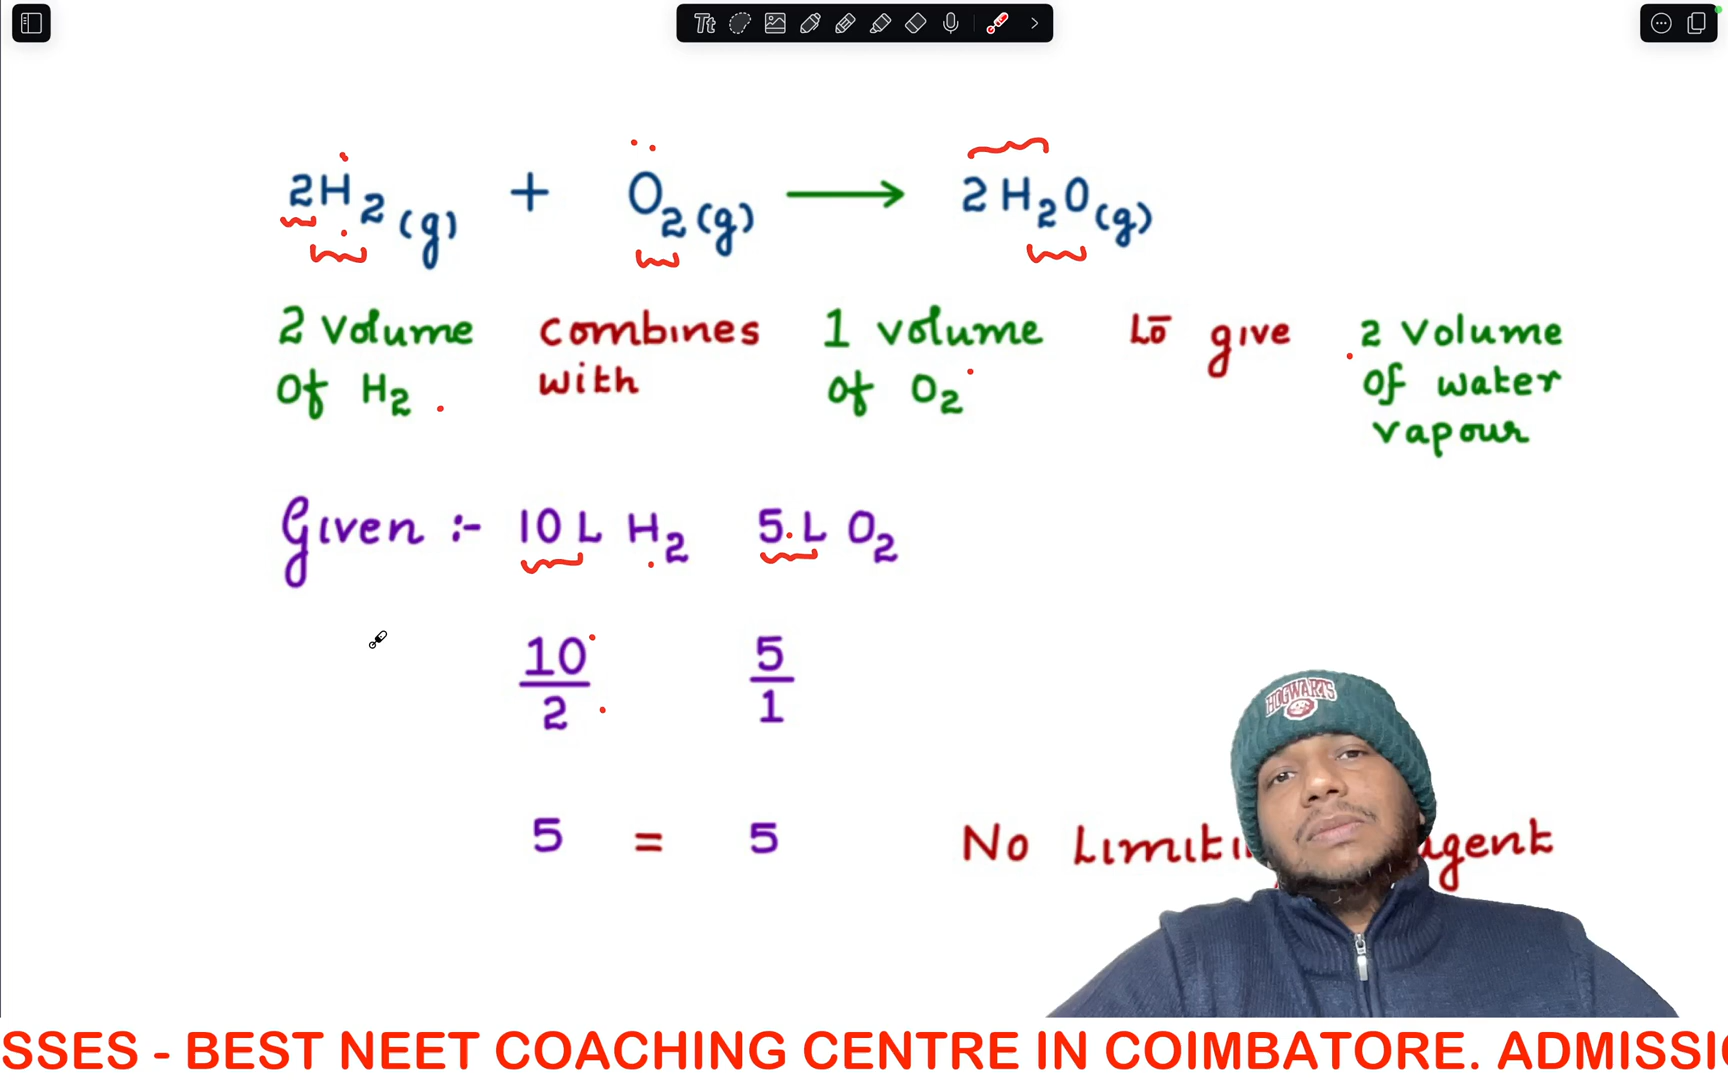 2H₂(g) + O₂(g) ⟶ 2H₂O(g)
2 Volume of H₂ combines with 1 volume of O₂ to give 2 Volume of water vapour
Given :- 10 L H₂ 5 L O₂
10/2 5/1
5 = 5 No
HOGWARTS
SSES - BEST NEET COACHING CENTRE IN COIMBATORE. ADMISSI